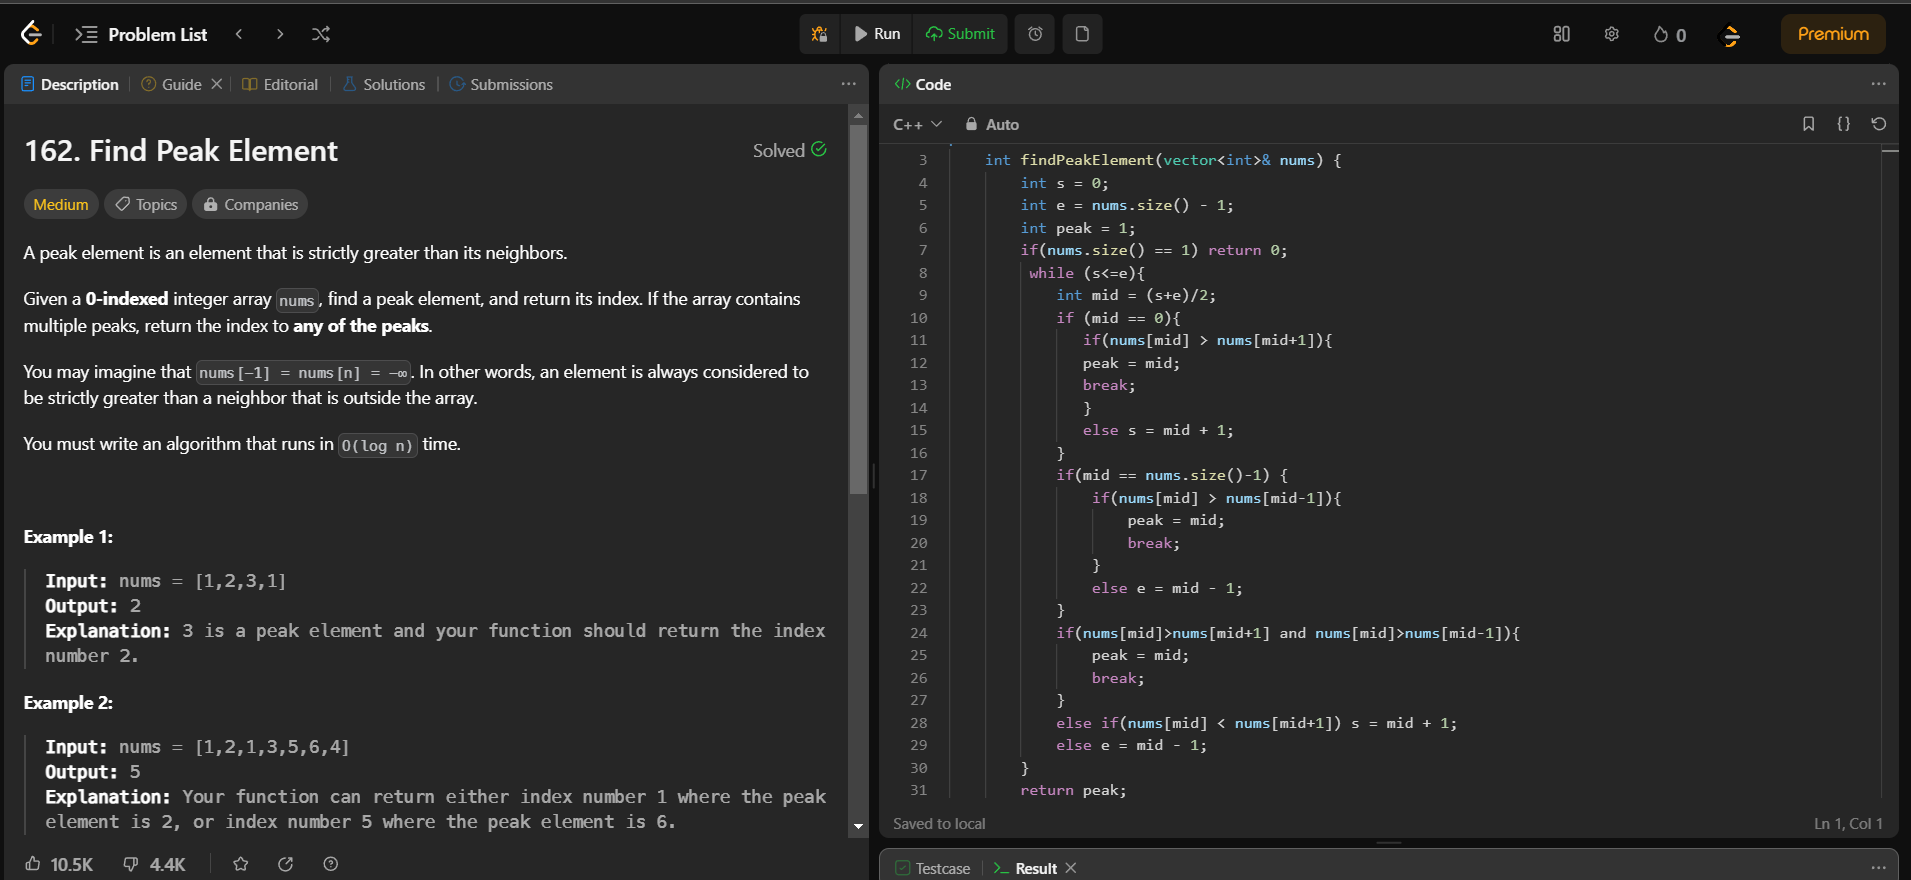 Problem List
Run
Submit
0
Premium
Description
Guide
Editorial
Solutions
Submissions
162. Find Peak Element
Solved
Medium
Topics
Companies
A peak element is an element that is strictly greater than its neighbors.
Given a 0-indexed integer array nums, find a peak element, and return its index. If the array contains
multiple peaks, return the index to any of the peaks.
You may imagine that nums[-1] = nums[n] = -∞. In other words, an element is always considered to
be strictly greater than a neighbor that is outside the array.
You must write an algorithm that runs in O(log n) time.
Example 1:
Input: nums = [1,2,3,1]
Output: 2
Explanation: 3 is a peak element and your function should return the index
number 2.
Example 2:
Input: nums = [1,2,1,3,5,6,4]
Output: 5
Explanation: Your function can return either index number 1 where the peak
element is 2, or index number 5 where the peak element is 6.
10.5K
4.4K
Code
C++
Auto
3 int findPeakElement(vector<int>& nums) {
4 int s = 0;
5 int e = nums.size() - 1;
6 int peak = 1;
7 if(nums.size() == 1) return 0;
8 while (s<=e){
9 int mid = (s+e)/2;
10 if (mid == 0){
11 if(nums[mid] > nums[mid+1]){
12 peak = mid;
13 break;
14 }
15 else s = mid + 1;
16 }
17 if(mid == nums.size()-1) {
18 if(nums[mid] > nums[mid-1]){
19 peak = mid;
20 break;
21 }
22 else e = mid - 1;
23 }
24 if(nums[mid]>nums[mid+1] and nums[mid]>nums[mid-1]){
25 peak = mid;
26 break;
27 }
28 else if(nums[mid] < nums[mid+1]) s = mid + 1;
29 else e = mid - 1;
30 }
31 return peak;
Saved to local
Ln 1, Col 1
Testcase
Result